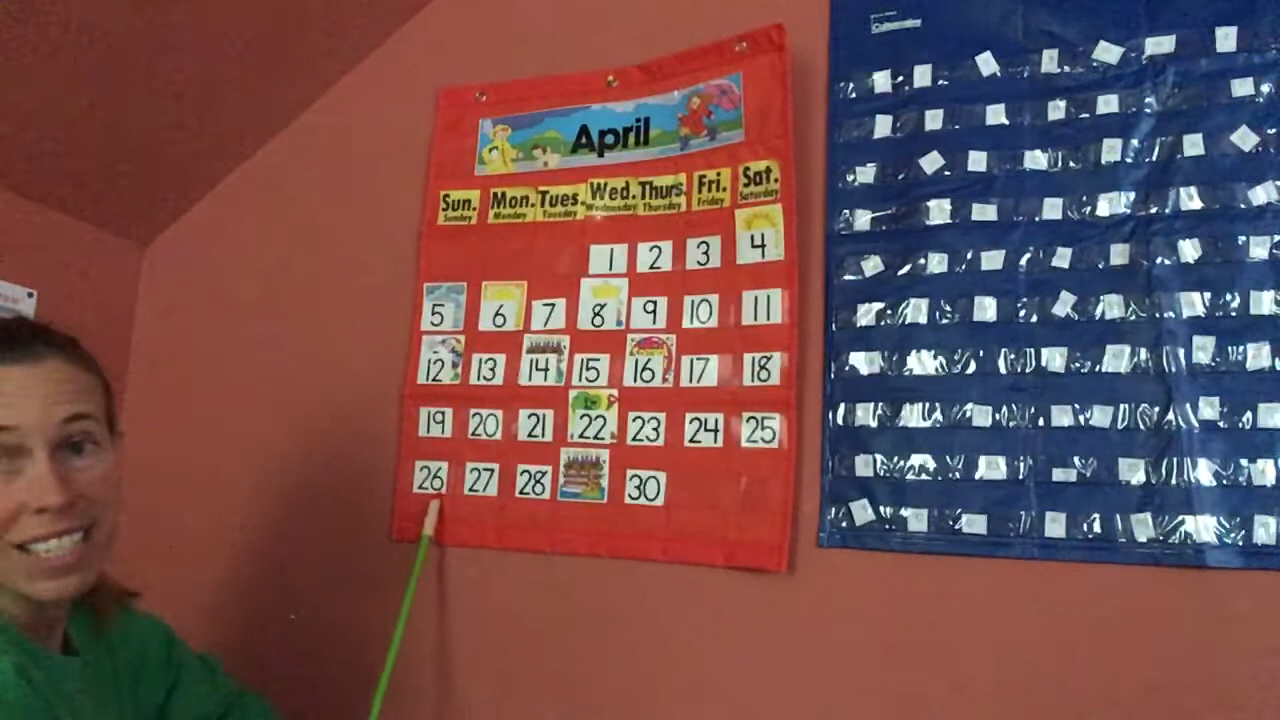 April
Sun. Mon. Tues. Wed. Thurs. Fri. Sat.
Sunday Monday Tuesday Wednesday Thursday Friday Saturday
1 2 3 4
5 6 7 8 9 10 11
12 13 14 15 16 17 18
19 20 21 22 23 24 25
26 27 28 30